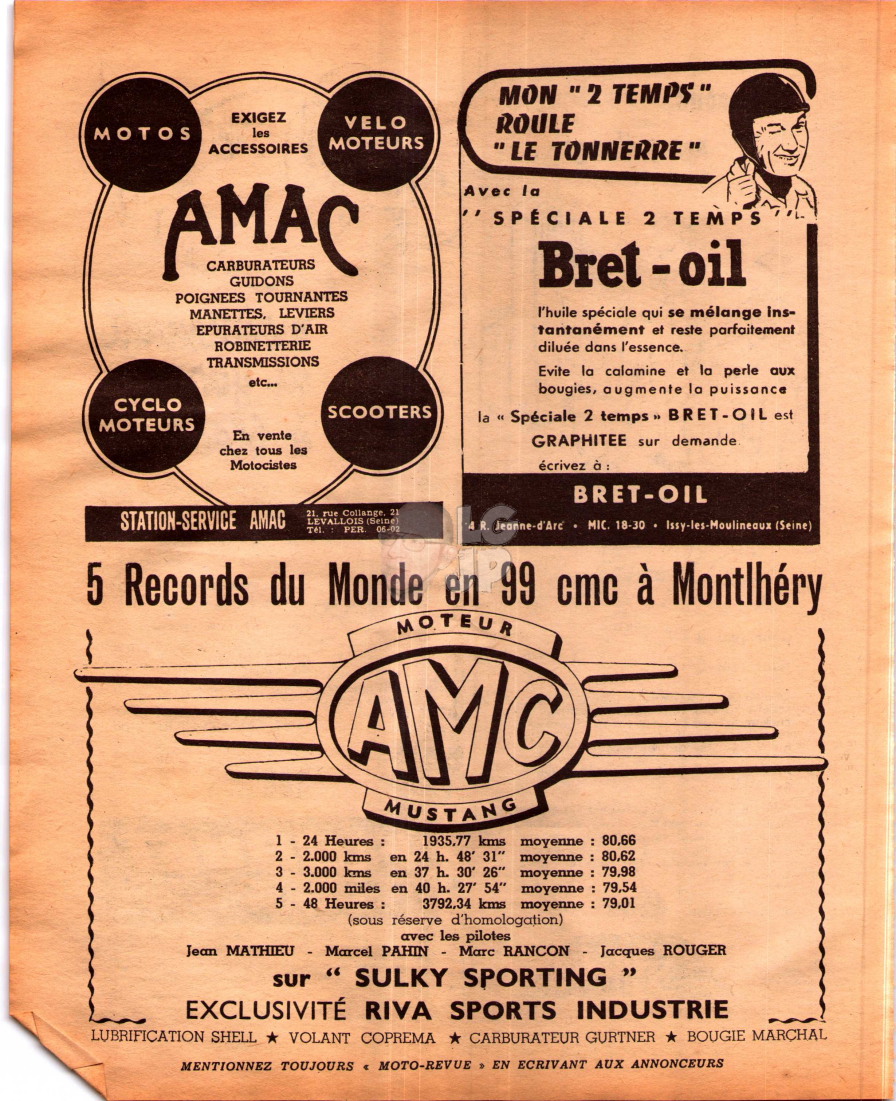 MOTOS
EXIGEZ
les
ACCESSOIRES
VELO
MOTEURS
AMAC
CARBURATEURS
GUIDONS
POIGNEES TOURNANTES
MANETTES, LEVIERS
EPURATEURS D'AIR
ROBINETTERIE
TRANSMISSIONS
etc...
CYCLO
MOTEURS
SCOOTERS
En vente
chez tous les
Motocistes
STATION-SERVICE AMAC
21, rue Collange, 21
LEVALLOIS (Seine)
Tél. : PER. 06-02
MON "2 TEMPS"
ROULE
"LE TONNERRE"
Avec la
"SPÉCIALE 2 TEMPS"
Bret-oil
l'huile spéciale qui se mélange ins-
tantanément et reste parfaitement
diluée dans l'essence.
Evite la calamine et la perle aux
bougies, augmente la puissance
la « Spéciale 2 temps » BRET-OIL est
GRAPHITEE sur demande.
écrivez à :
BRET-OIL
4 R. Jeanne-d'Arc • MIC. 18-30 • Issy-les-Moulineaux (Seine)
LG
iP
5 Records du Monde en 99 cmc à Montlhéry
MOTEUR
AMC
MUSTANG
1 - 24 Heures : 1935,77 kms moyenne : 80,66
2 - 2.000 kms en 24 h. 48' 31" moyenne : 80,62
3 - 3.000 kms en 37 h. 30' 26" moyenne : 79,98
4 - 2.000 miles en 40 h. 27' 54" moyenne : 79,54
5 - 48 Heures : 3792,34 kms moyenne : 79,01
(sous réserve d'homologation)
avec les pilotes
Jean MATHIEU - Marcel PAHIN - Marc RANCON - Jacques ROUGER
sur " SULKY SPORTING "
EXCLUSIVITÉ RIVA SPORTS INDUSTRIE
LUBRIFICATION SHELL ★ VOLANT COPREMA ★ CARBURATEUR GURTNER ★ BOUGIE MARCHAL
MENTIONNEZ TOUJOURS « MOTO-REVUE » EN ECRIVANT AUX ANNONCEURS